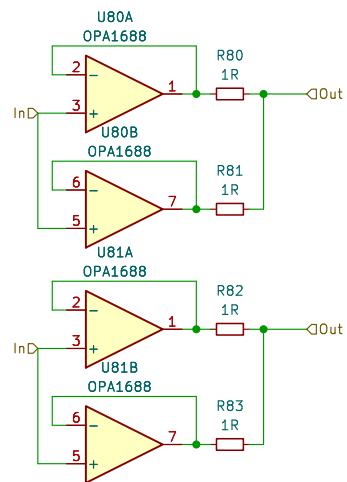 U80A
OPA1688
R80
1R
2
1
In
3
Out
U80B
OPA1688
R81
1R
6
7
5
U81A
OPA1688
R82
1R
2
1
In
3
Out
U81B
OPA1688
R83
1R
6
7
5